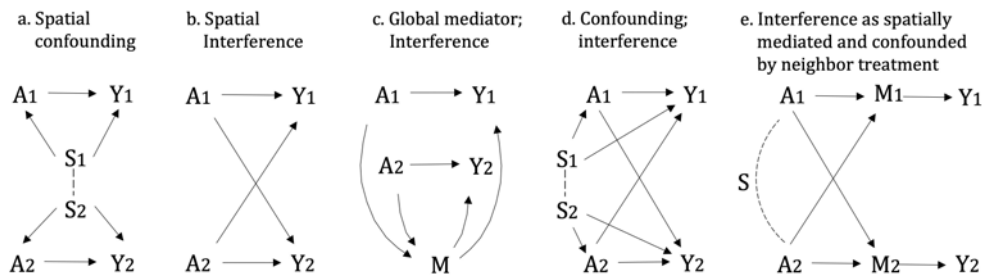 a. Spatial
confounding
A1 Y1
S1
S2
A2 Y2
b. Spatial
Interference
A1 Y1
A2 Y2
c. Global mediator;
Interference
A1 Y1
A2 Y2
M
d. Confounding;
interference
A1 Y1
S1
S2
A2 Y2
e. Interference as spatially
mediated and confounded
by neighbor treatment
A1 M1 Y1
S
A2 M2 Y2